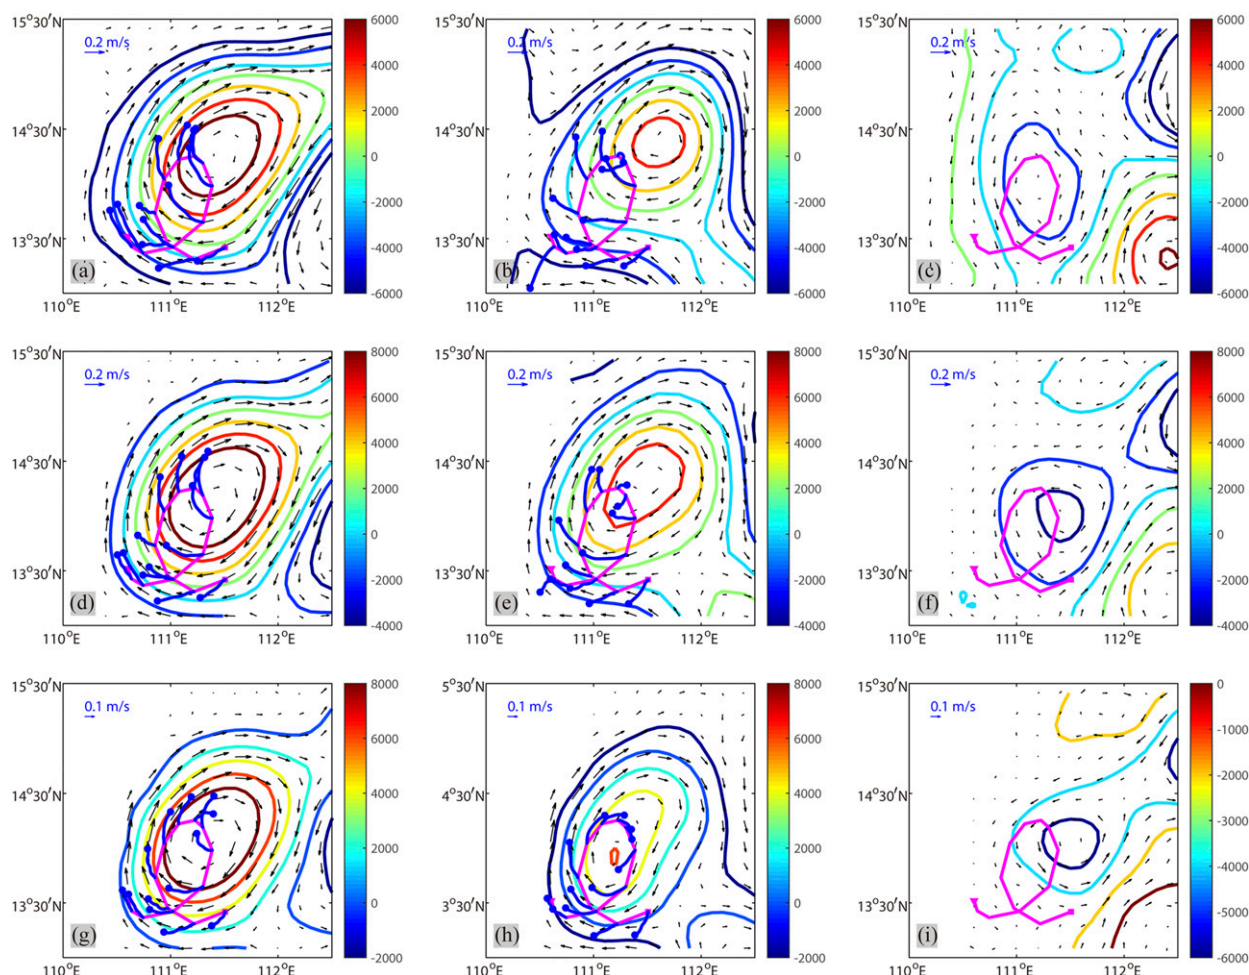 15°30'N
0.2 m/s
14°30'N
13°30'N
(a)
110°E
111°E
112°E
6000
4000
2000
0
-2000
-4000
-6000
15°30'N
0.2 m/s
14°30'N
13°30'N
(b)
110°E
111°E
112°E
6000
4000
2000
0
-2000
-4000
-6000
15°30'N
0.2 m/s
14°30'N
13°30'N
(c)
110°E
111°E
112°E
6000
4000
2000
0
-2000
-4000
-6000
15°30'N
0.2 m/s
14°30'N
13°30'N
(d)
110°E
111°E
112°E
8000
6000
4000
2000
0
-2000
-4000
15°30'N
0.2 m/s
14°30'N
13°30'N
(e)
110°E
111°E
112°E
8000
6000
4000
2000
0
-2000
-4000
15°30'N
0.2 m/s
14°30'N
13°30'N
(f)
110°E
111°E
112°E
8000
6000
4000
2000
0
-2000
-4000
15°30'N
0.1 m/s
14°30'N
13°30'N
(g)
110°E
111°E
112°E
8000
6000
4000
2000
0
-2000
5°30'N
0.1 m/s
4°30'N
3°30'N
(h)
110°E
111°E
112°E
8000
6000
4000
2000
0
-2000
15°30'N
0.1 m/s
14°30'N
13°30'N
(i)
110°E
111°E
112°E
0
-1000
-2000
-3000
-4000
-5000
-6000
-7000